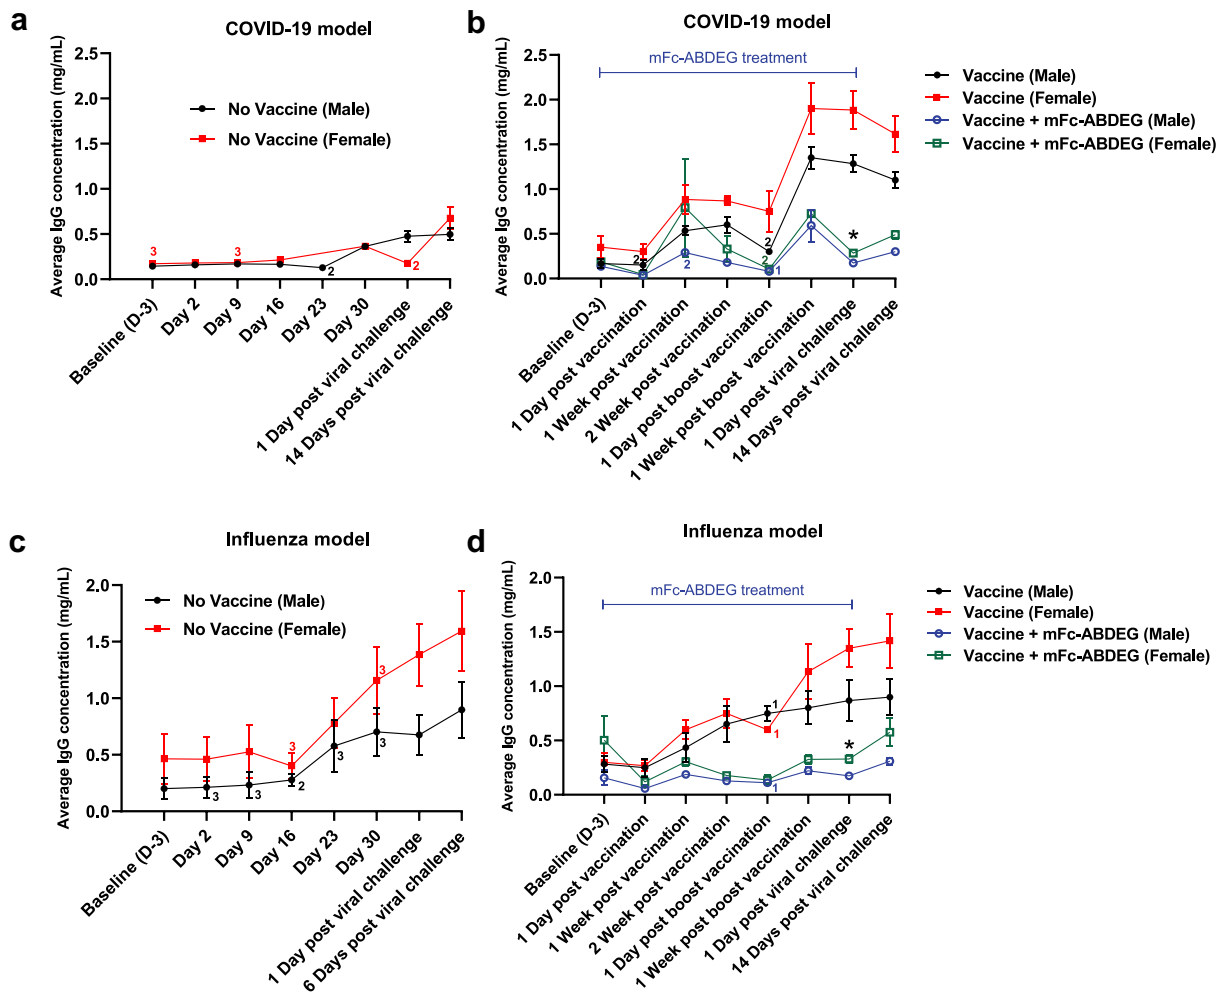 a
COVID-19 model
Average IgG concentration (mg/mL)
2.5
2.0
1.5
1.0
0.5
0.0
No Vaccine (Male)
No Vaccine (Female)
3
3
2
2
Baseline (D-3)
Day 2
Day 9
Day 16
Day 23
Day 30
1 Day post viral challenge
14 Days post viral challenge
b
COVID-19 model
Average IgG concentration (mg/mL)
2.5
2.0
1.5
1.0
0.5
0.0
mFc-ABDEG treatment
2
2
2
2
1
*
Baseline (D-3)
1 Day post vaccination
1 Week post vaccination
2 Week post vaccination
1 Day post boost vaccination
1 Week post boost vaccination
1 Day post viral challenge
14 Days post viral challenge
Vaccine (Male)
Vaccine (Female)
Vaccine + mFc-ABDEG (Male)
Vaccine + mFc-ABDEG (Female)
c
Influenza model
Average IgG concentration (mg/mL)
2.0
1.5
1.0
0.5
0.0
No Vaccine (Male)
No Vaccine (Female)
3
3
3
2
3
3
3
Baseline (D-3)
Day 2
Day 9
Day 16
Day 23
Day 30
1 Day post viral challenge
6 Days post viral challenge
d
Influenza model
Average IgG concentration (mg/mL)
2.0
1.5
1.0
0.5
0.0
mFc-ABDEG treatment
1
1
1
*
Baseline (D-3)
1 Day post vaccination
1 Week post vaccination
2 Week post vaccination
1 Day post boost vaccination
1 Week post boost vaccination
1 Day post viral challenge
14 Days post viral challenge
Vaccine (Male)
Vaccine (Female)
Vaccine + mFc-ABDEG (Male)
Vaccine + mFc-ABDEG (Female)